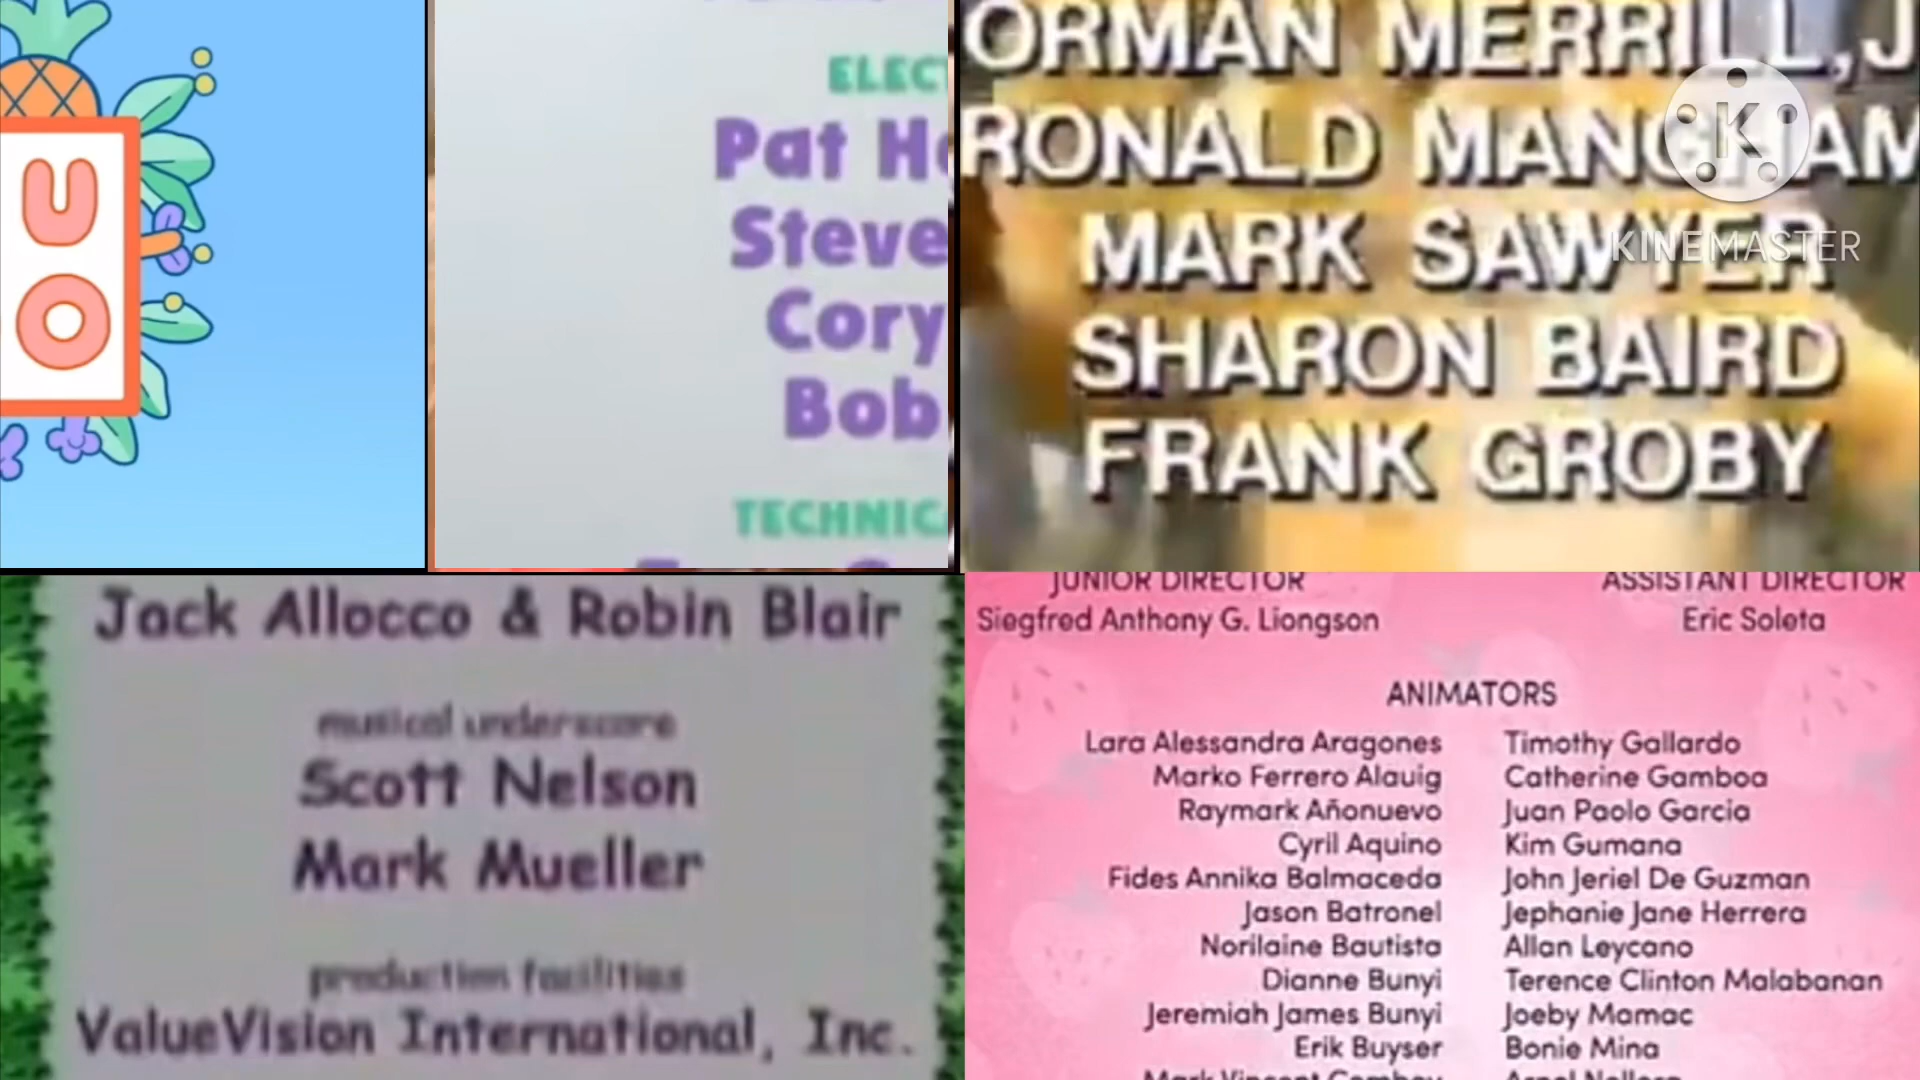 U
O
ELEC
Pat H
Steve
Cory
Bob
TECHNIC
ORMAN MERRILL, J
RONALD MANGHAM
MARK SAWYER
SHARON BAIRD
FRANK GROBY
K
KINEMASTER
Jack Allocco & Robin Blair
musical underscore
Scott Nelson
Mark Mueller
production facilities
ValueVision International, Inc.
JUNIOR DIRECTOR
Siegfred Anthony G. Liongson
ASSISTANT DIRECTOR
Eric Soleta
ANIMATORS
Lara Alessandra Aragones
Timothy Gallardo
Marko Ferrero Alauig
Catherine Gamboa
Raymark Añonuevo
Juan Paolo Garcia
Cyril Aquino
Kim Gumana
Fides Annika Balmaceda
John Jeriel De Guzman
Jason Batronel
Jephanie Jane Herrera
Norilaine Bautista
Allan Leycano
Dianne Bunyi
Terence Clinton Malabanan
Jeremiah James Bunyi
Joeby Mamac
Erik Buyser
Bonie Mina